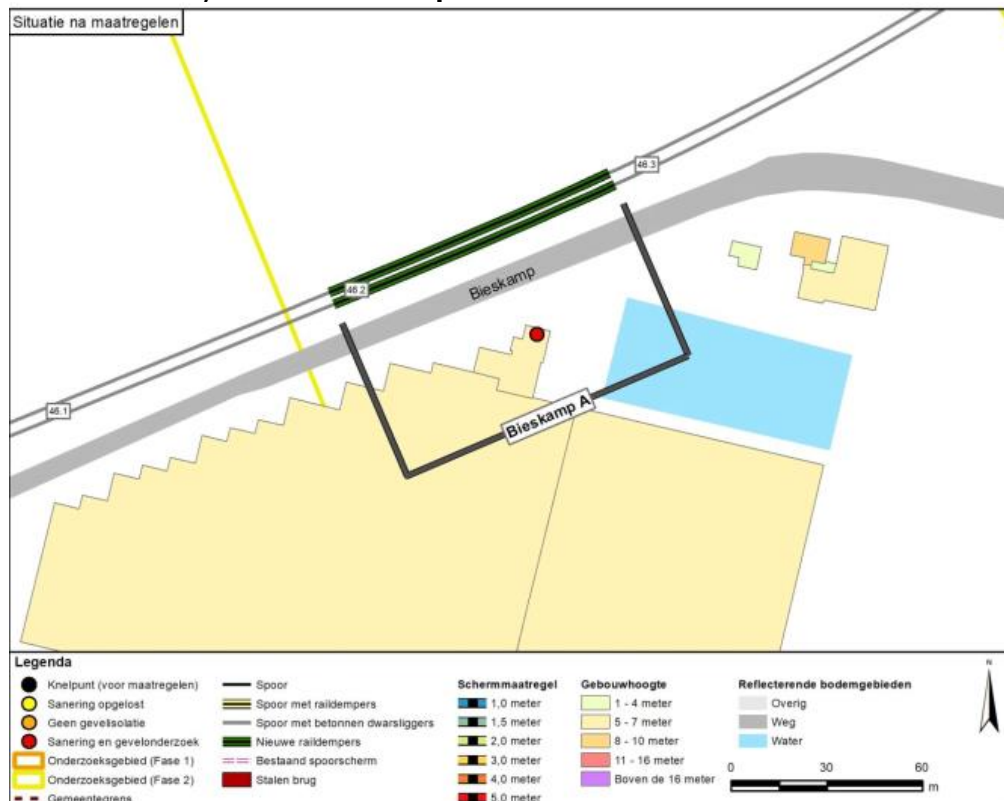 Situatie na maatregelen
46.3
Bieskamp
46.2
46.1
Bieskamp A
Legenda
Knelpunt (voor maatregelen)
Sanering opgelost
Geen gevelisolatie
Sanering en gevelonderzoek
Onderzoeksgebied (Fase 1)
Onderzoeksgebied (Fase 2)
Gemeentegrens
Spoor
Spoor met raildempers
Spoor met betonnen dwarsliggers
Nieuwe raildempers
Bestaand spoorscherm
Stalen brug
Schermmaatregel
1,0 meter
1,5 meter
2,0 meter
3,0 meter
4,0 meter
5,0 meter
Gebouwhoogte
1 - 4 meter
5 - 7 meter
8 - 10 meter
11 - 16 meter
Boven de 16 meter
Reflecterende bodemgebieden
Overig
Weg
Water
N
0 30 60
m